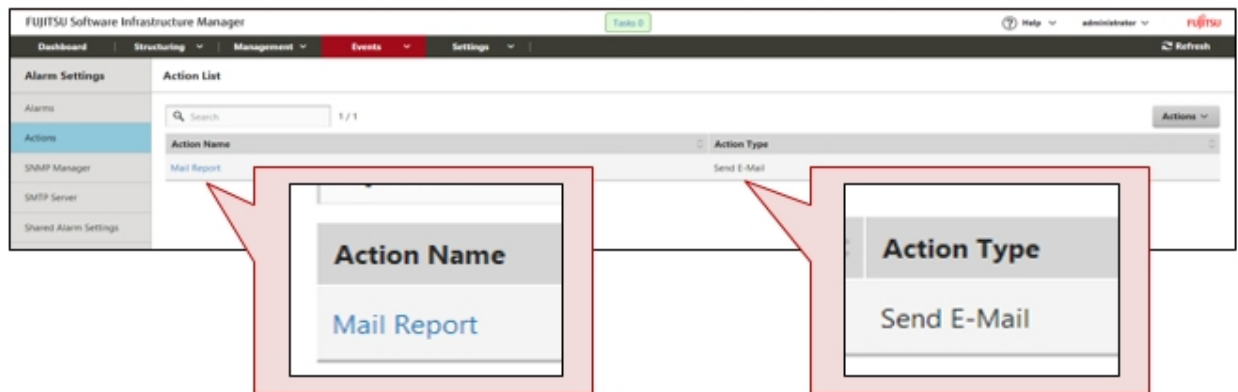 FUJITSU Software Infrastructure Manager Tasks 0 Help administrator FUJITSU
Dashboard Structuring Management Events Settings Refresh
Alarm Settings Action List
Alarms
Search 1 / 1 Actions
Actions
Action Name Action Type
SNMP Manager
Mail Report Send E-Mail
SMTP Server
Shared Alarm Settings
Action Name
Mail Report
Action Type
Send E-Mail